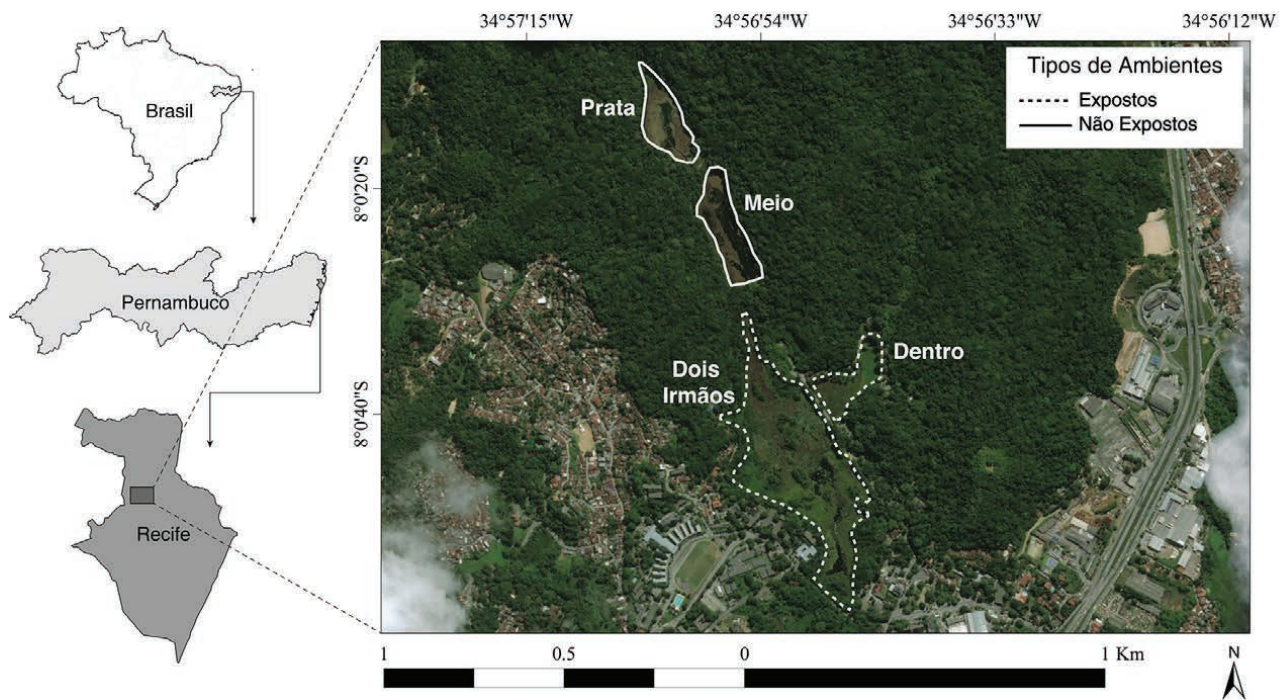 34°57'15"W 34°56'54"W 34°56'33"W 34°56'12"W
Brasil
Pernambuco
Recife
8°0'20"S
8°0'40"S
Prata
Meio
Dois
Irmãos
Dentro
Tipos de Ambientes
Expostos
Não Expostos
1 0.5 0 1 Km
N